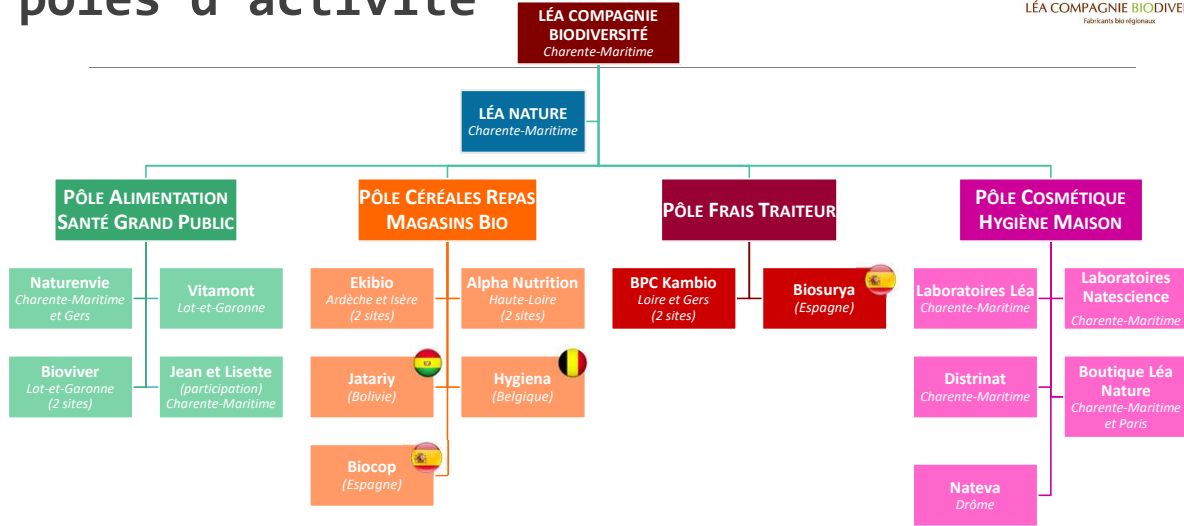 pôles d'activité
LÉA COMPAGNIE
BIODIVERSITÉ
Charente-Maritime
LÉA COMPAGNIE BIODIVE
Fabricants bio régionaux
LÉA NATURE
Charente-Maritime
PÔLE ALIMENTATION
SANTÉ GRAND PUBLIC
PÔLE CÉRÉALES REPAS
MAGASINS BIO
PÔLE FRAIS TRAITEUR
PÔLE COSMÉTIQUE
HYGIÈNE MAISON
Naturenvie
Charente-Maritime
et Gers
Vitamont
Lot-et-Garonne
Bioviver
Lot-et-Garonne
(2 sites)
Jean et Lisette
(participation)
Charente-Maritime
Ekibio
Ardèche et Isère
(2 sites)
Alpha Nutrition
Haute-Loire
(2 sites)
Jatariy
(Bolivie)
Hygiena
(Belgique)
Biocop
(Espagne)
BPC Kambio
Loire et Gers
(2 sites)
Biosurya
(Espagne)
Laboratoires Léa
Charente-Maritime
Laboratoires
Natescience
Charente-Maritime
Distrinat
Charente-Maritime
Boutique Léa
Nature
Charente-Maritime
et Paris
Nateva
Drôme